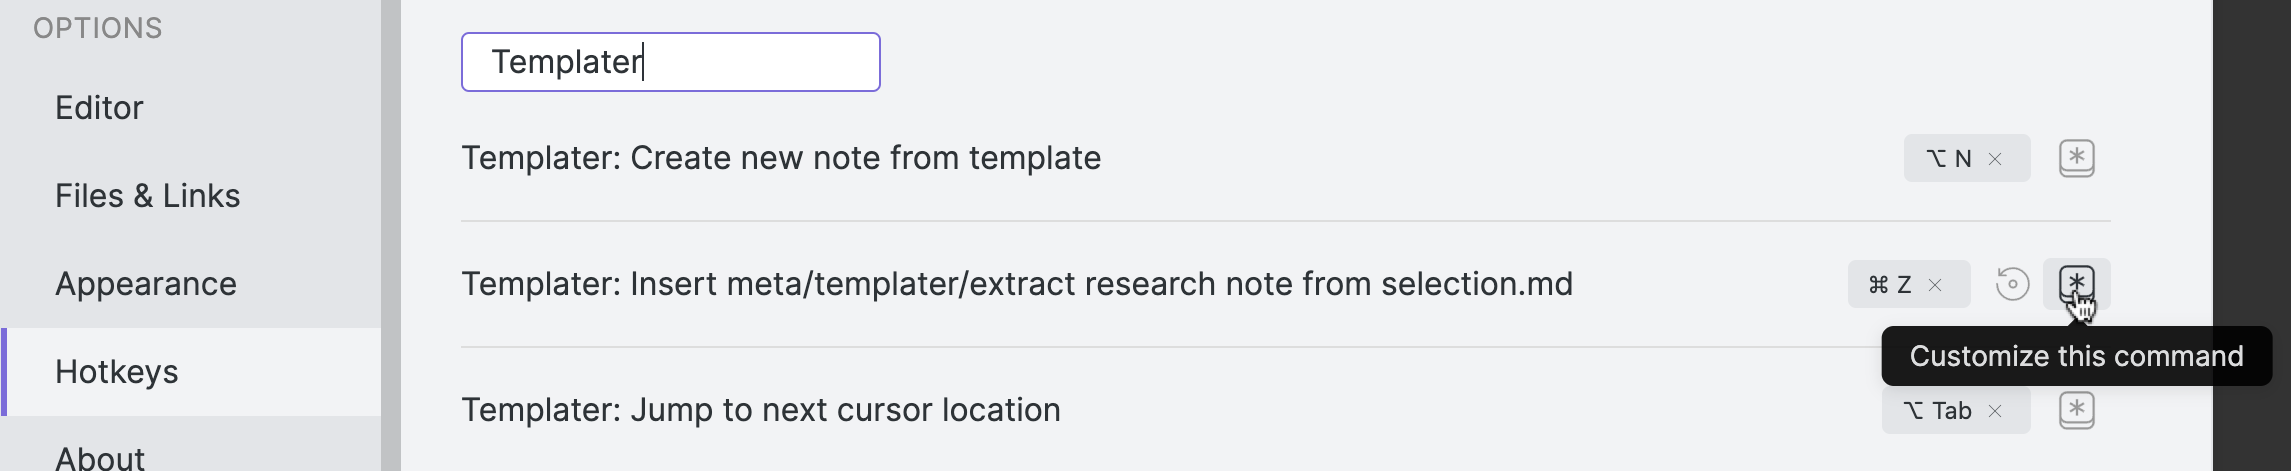 OPTIONS
Editor
Files & Links
Appearance
Hotkeys
About
Templater
Templater: Create new note from template
⌥ N ×
Templater: Insert meta/templater/extract research note from selection.md
⌘ Z ×
Customize this command
Templater: Jump to next cursor location
⌥ Tab ×